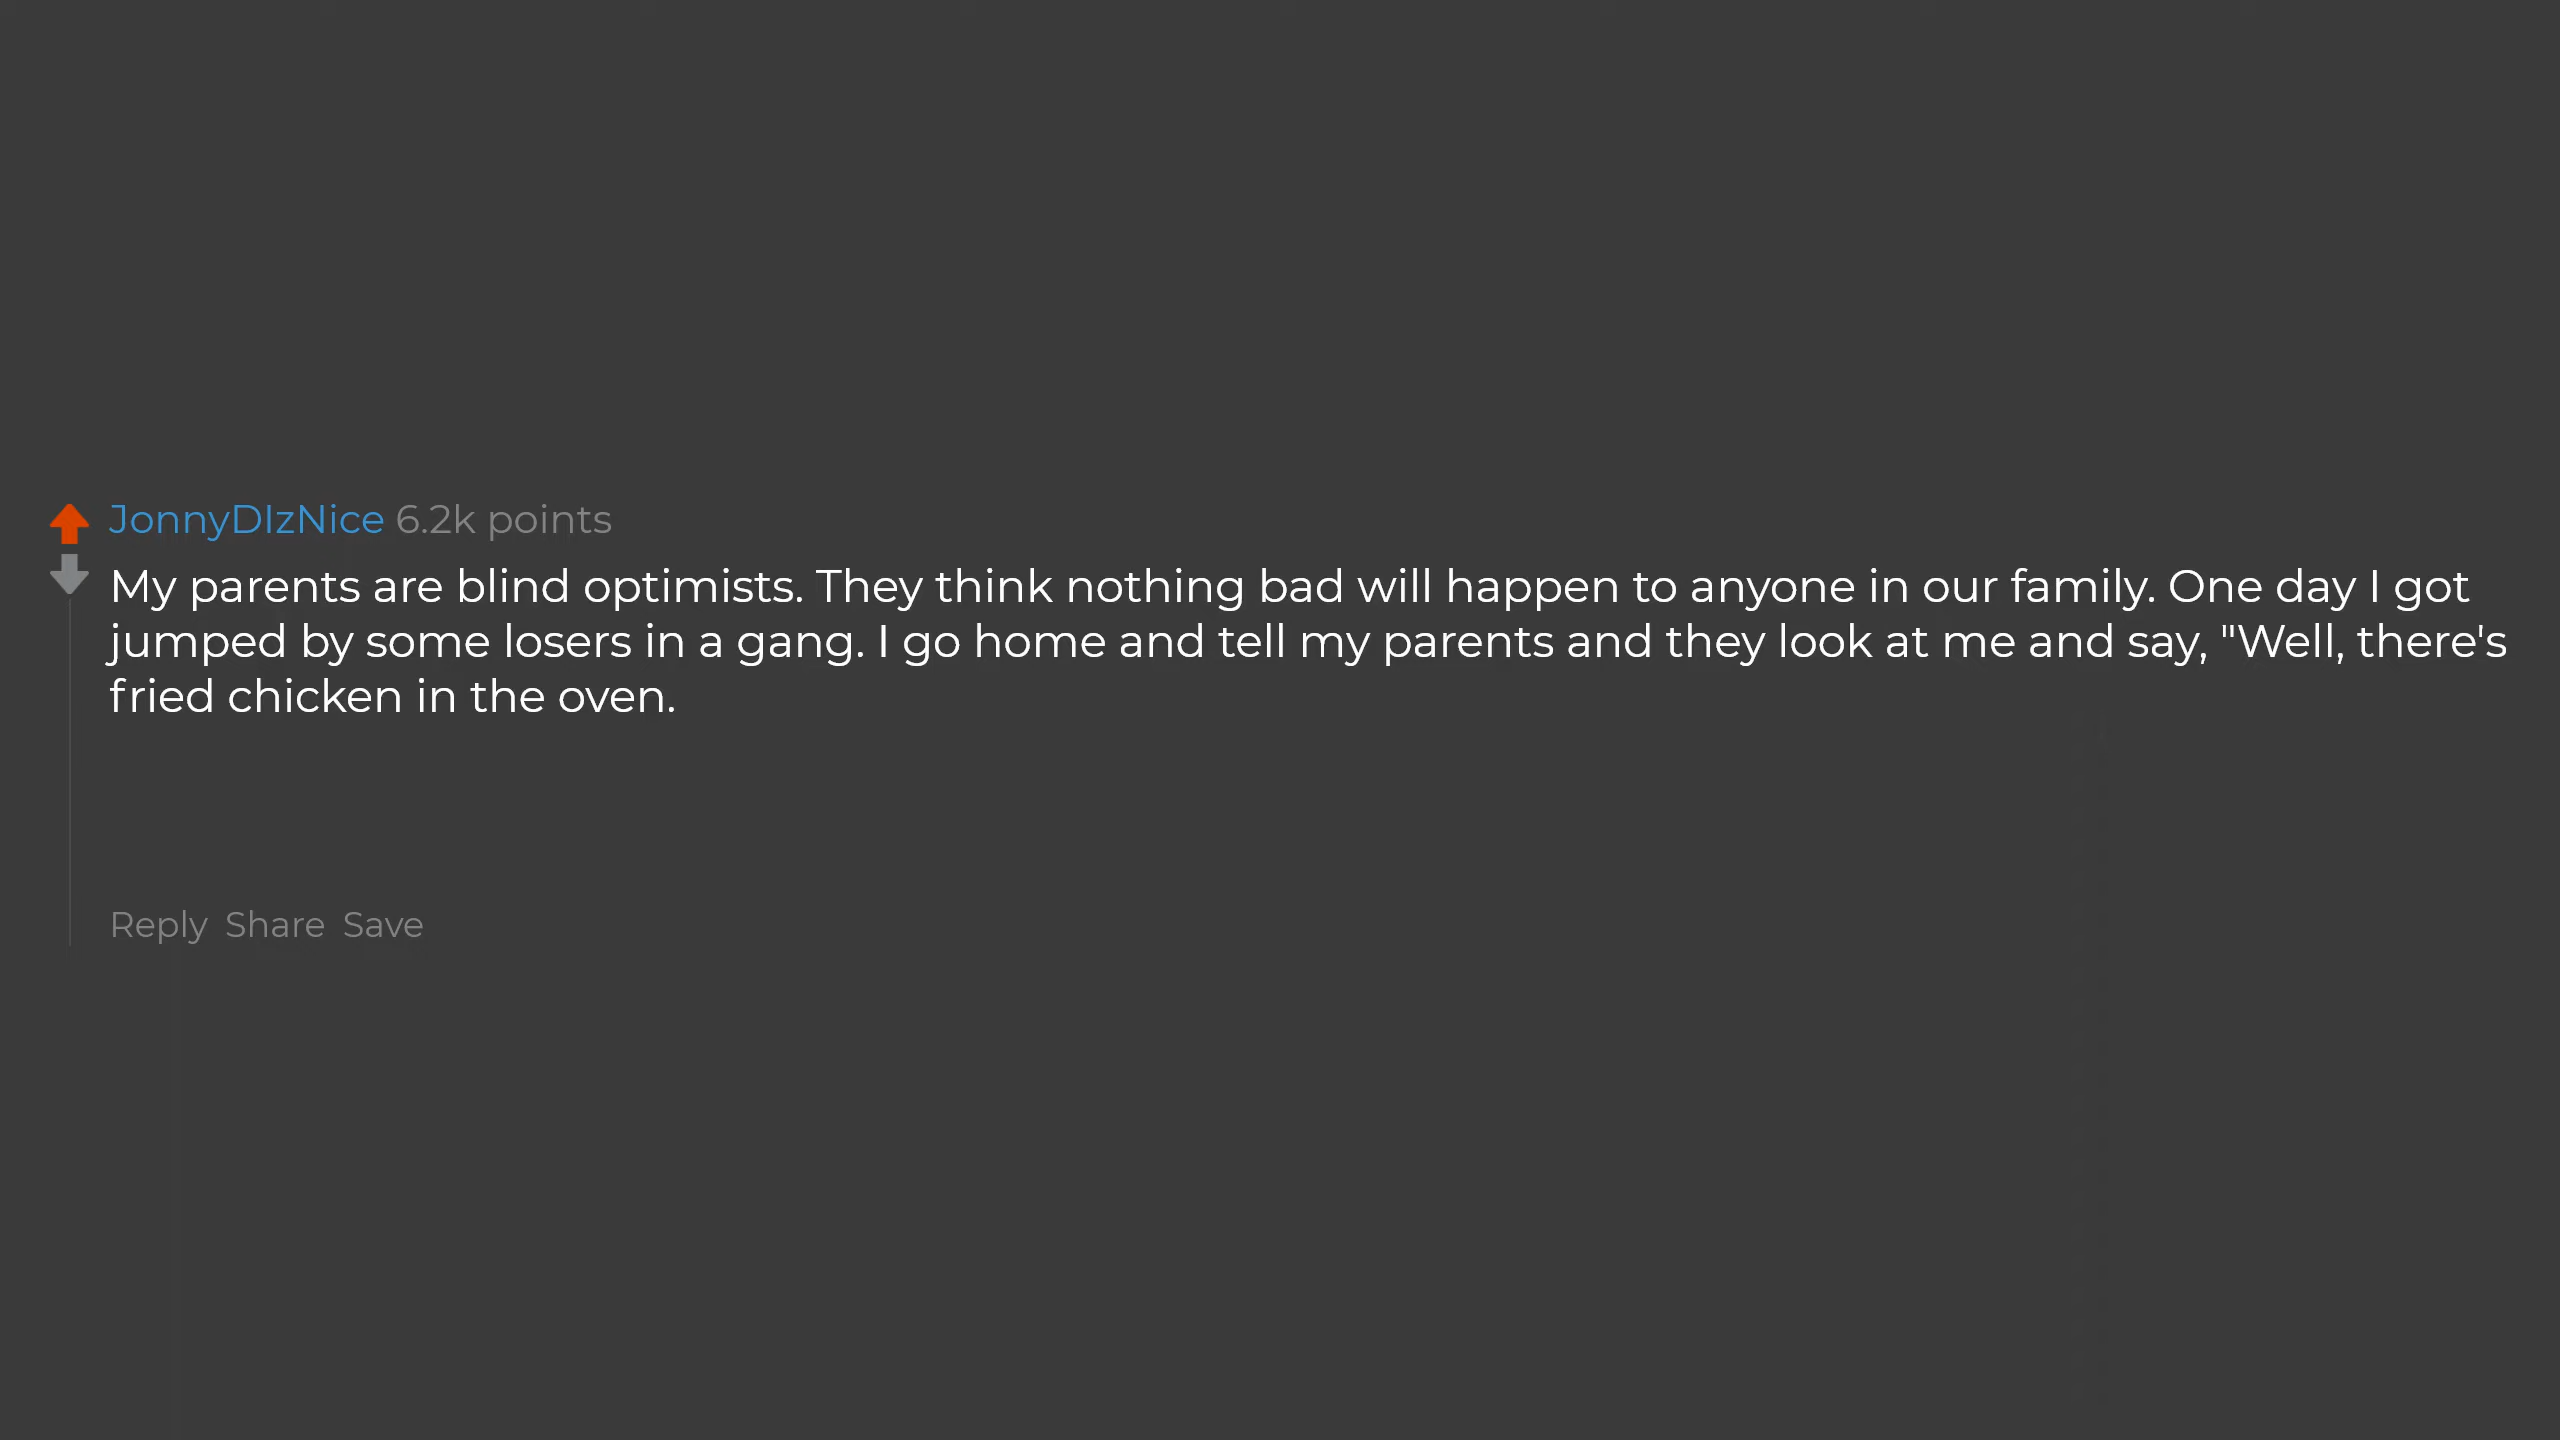 JonnyDIzNice 6.2k points
My parents are blind optimists. They think nothing bad will happen to anyone in our family. One day I got
jumped by some losers in a gang. I go home and tell my parents and they look at me and say, "Well, there's
fried chicken in the oven.
Reply Share Save